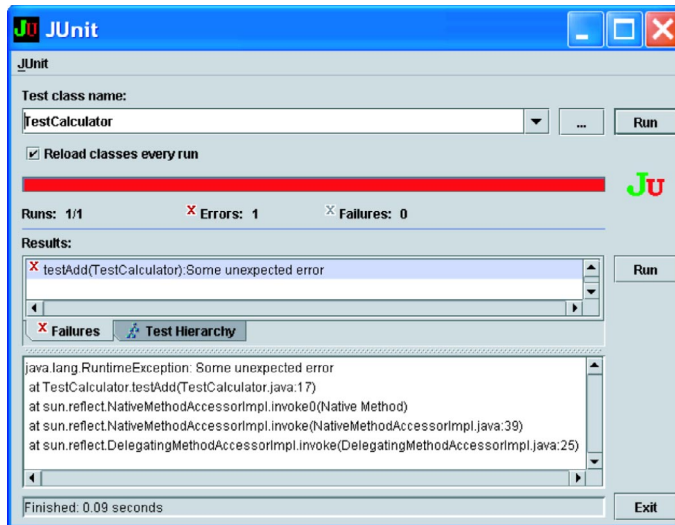 JU JUnit
JUnit
Test class name:
TestCalculator
... Run
Reload classes every run
JU
Runs: 1/1 X Errors: 1 X Failures: 0
Results:
X testAdd(TestCalculator):Some unexpected error
Run
X Failures Test Hierarchy
java.lang.RuntimeException: Some unexpected error
at TestCalculator.testAdd(TestCalculator.java:17)
at sun.reflect.NativeMethodAccessorImpl.invoke0(Native Method)
at sun.reflect.NativeMethodAccessorImpl.invoke(NativeMethodAccessorImpl.java:39)
at sun.reflect.DelegatingMethodAccessorImpl.invoke(DelegatingMethodAccessorImpl.java:25)
Finished: 0.09 seconds
Exit